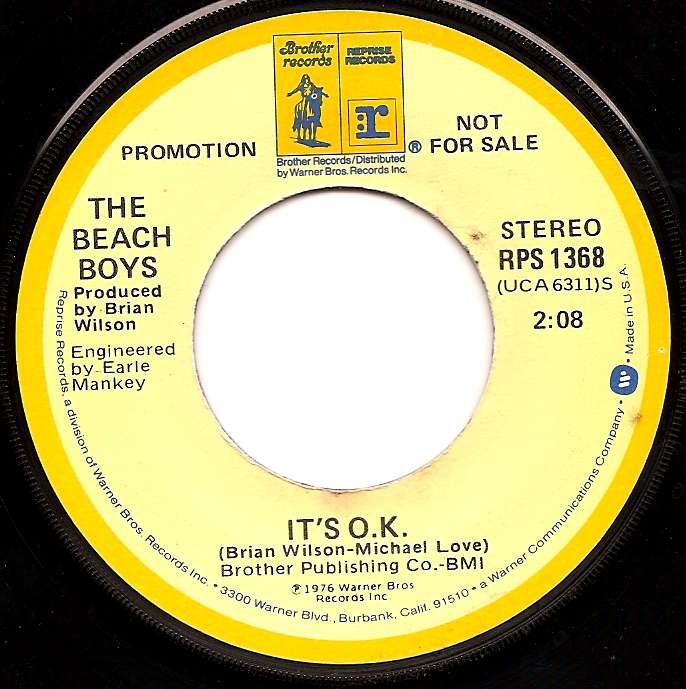 Brother
records
REPRISE
RECORDS
r
®
Brother Records/Distributed
by Warner Bros. Records Inc.
PROMOTION
NOT
FOR SALE
THE
BEACH
BOYS
Produced
by Brian
Wilson
Engineered
by Earle
Mankey
STEREO
RPS 1368
(UCA 6311)S
2:08
IT'S O.K.
(Brian Wilson-Michael Love)
Brother Publishing Co.-BMI
℗ 1976 Warner Bros
Records Inc.
Reprise Records, a division of Warner Bros. Records Inc. • 3300 Warner Blvd., Burbank, Calif. 91510 • a Warner Communications Company • W • Made in U.S.A.